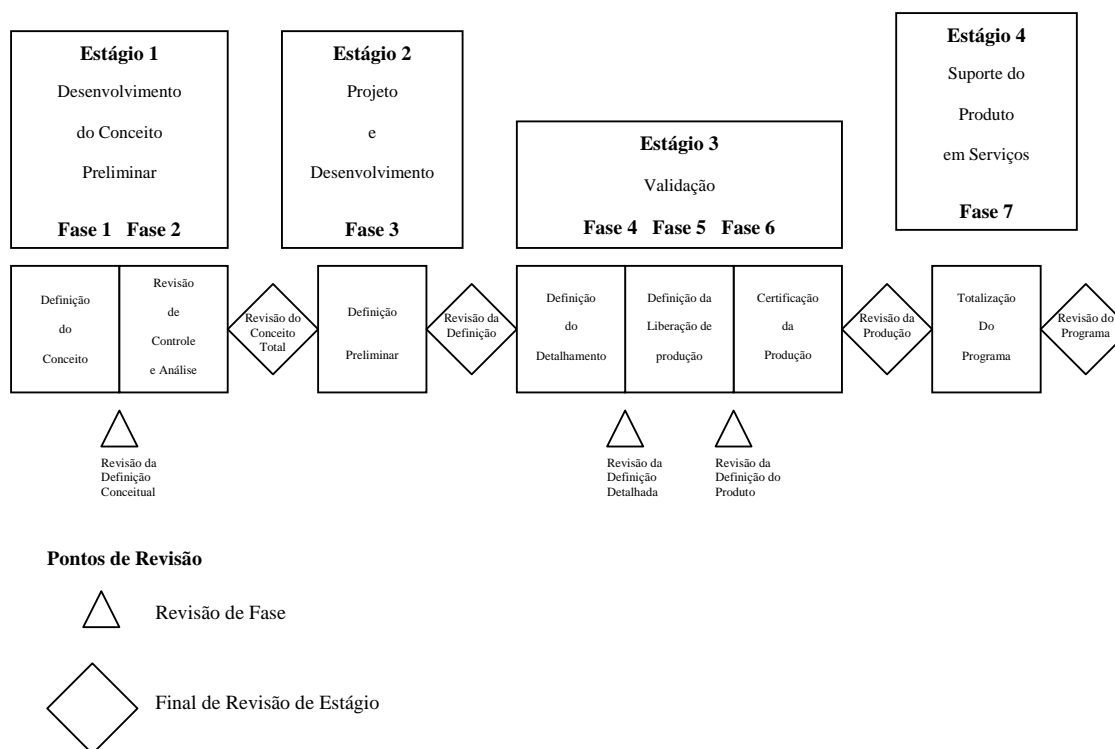 Estágio 1
Desenvolvimento
do Conceito
Preliminar
Fase 1   Fase 2
Estágio 2
Projeto
e
Desenvolvimento
Fase 3
Estágio 3
Validação
Fase 4   Fase 5   Fase 6
Estágio 4
Suporte do
Produto
em Serviços
Fase 7
Definição
do
Conceito
Revisão
de
Controle
e Análise
Revisão do
Conceito
Total
Definição
Preliminar
Revisão da
Definição
Definição
do
Detalhamento
Definição da
Liberação de
produção
Certificação
da
Produção
Revisão da
Produção
Totalização
Do
Programa
Revisão do
Programa
Revisão da
Definição
Conceitual
Revisão da
Definição
Detalhada
Revisão da
Definição do
Produto
Pontos de Revisão
Revisão de Fase
Final de Revisão de Estágio